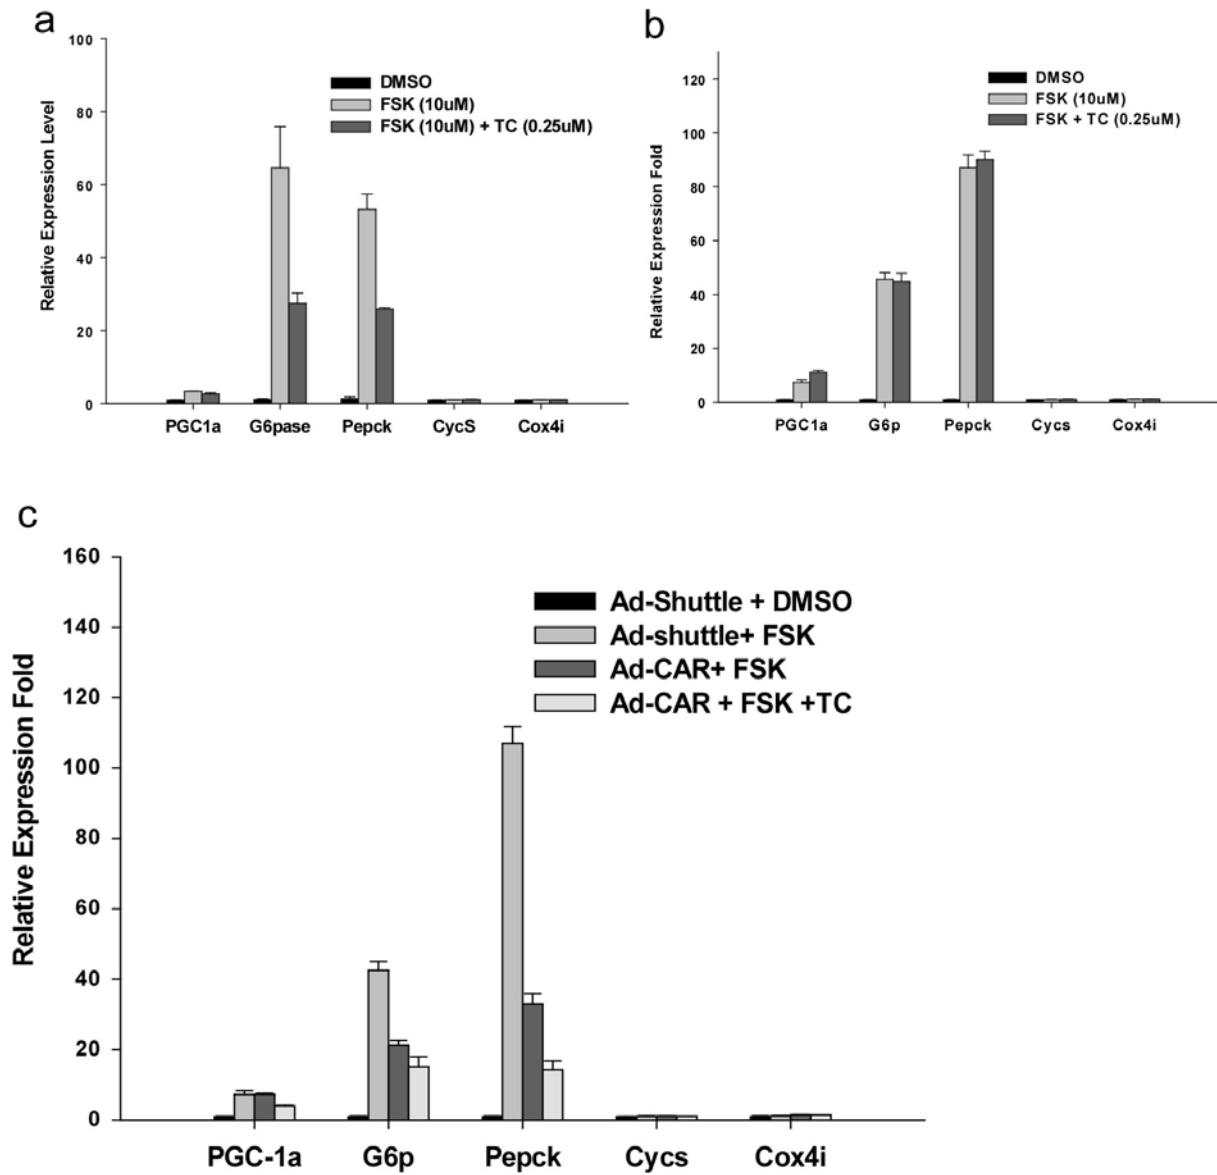 a
100
80
60
40
20
0
Relative Expression Level
DMSO
FSK (10uM)
FSK (10uM) + TC (0.25uM)
PGC1a G6pase Pepck CycS Cox4i
b
120
100
80
60
40
20
0
Relative Expression Fold
DMSO
FSK (10uM)
FSK + TC (0.25uM)
PGC1a G6p Pepck Cycs Cox4i
c
160
140
120
100
80
60
40
20
0
Relative Expression Fold
Ad-Shuttle + DMSO
Ad-shuttle+ FSK
Ad-CAR+ FSK
Ad-CAR + FSK +TC
PGC-1a G6p Pepck Cycs Cox4i